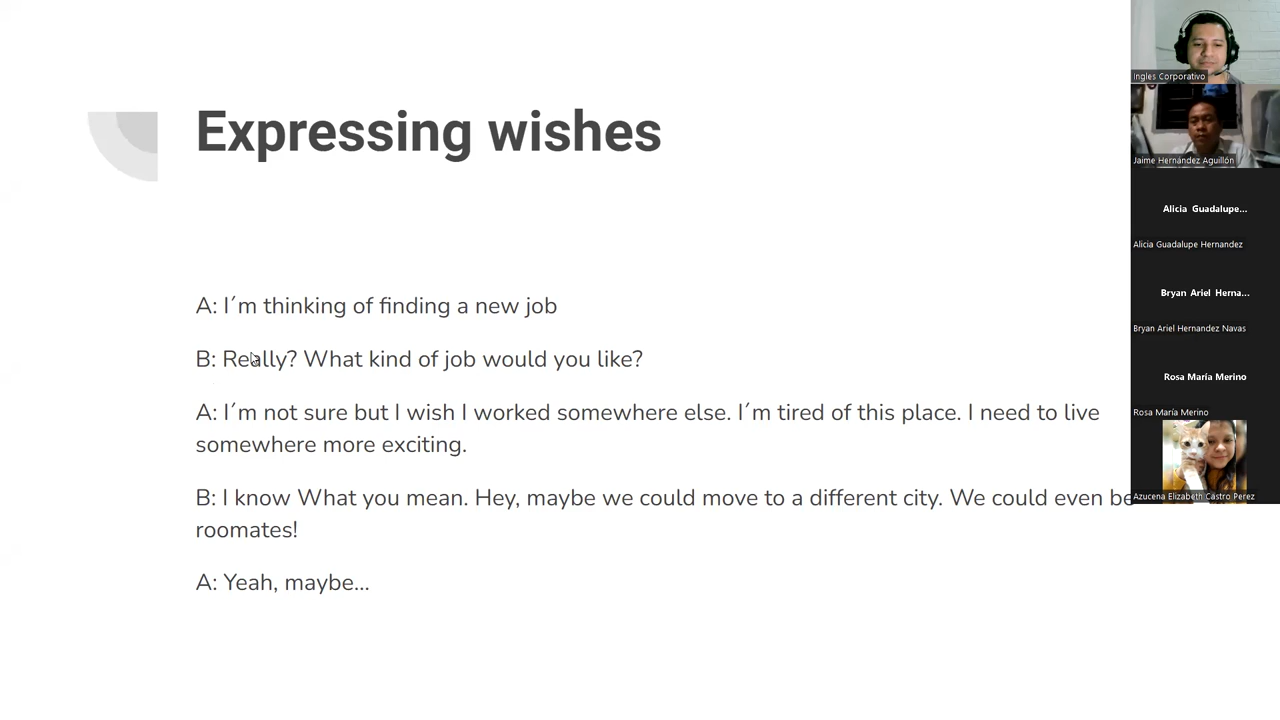 Expressing wishes
A: I´m thinking of finding a new job
B: Really? What kind of job would you like?
A: I´m not sure but I wish I worked somewhere else. I´m tired of this place. I need to live
somewhere more exciting.
B: I know What you mean. Hey, maybe we could move to a different city. We could even be
roomates!
A: Yeah, maybe...
Ingles Corporativo
Jaime Hernández Aguillón
Alicia Guadalupe...
Alicia Guadalupe Hernandez
Bryan Ariel Herna...
Bryan Ariel Hernandez Navas
Rosa María Merino
Rosa María Merino
Azucena Elizabeth Castro Perez